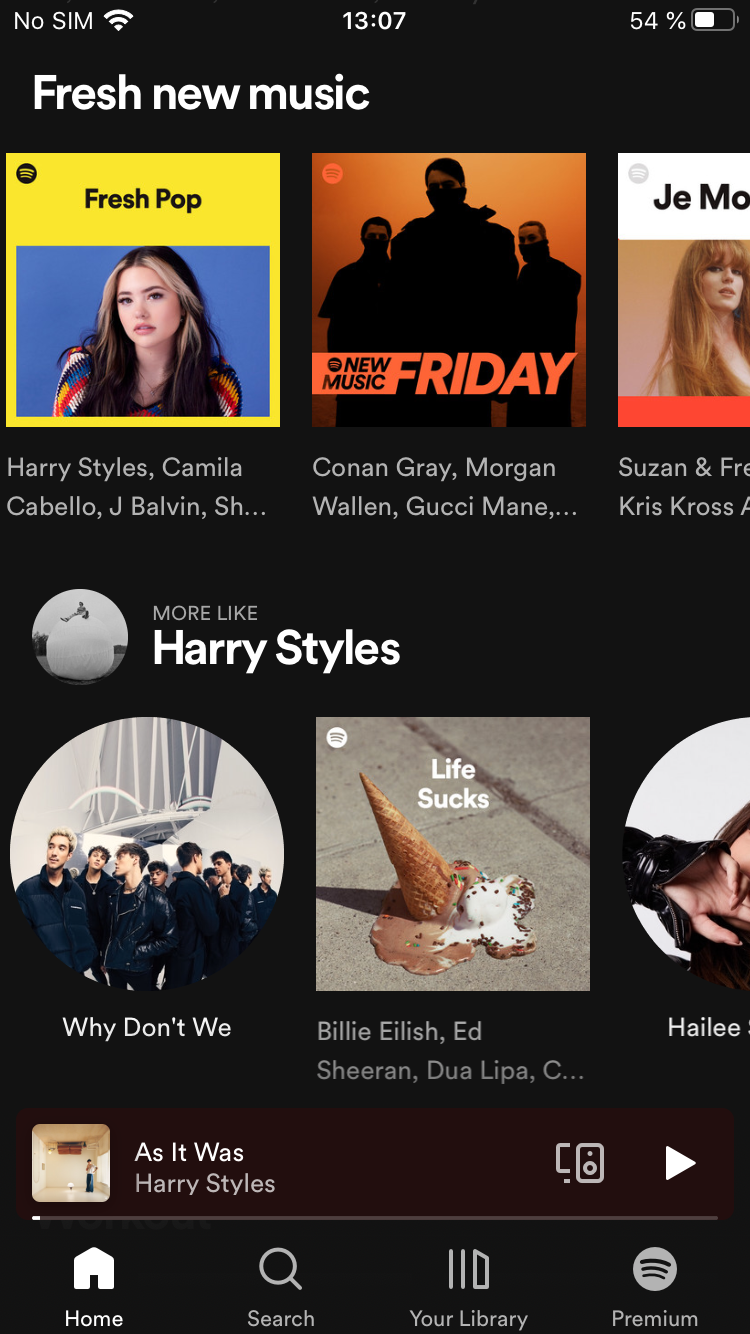 No SIM
13:07
54 %
Fresh new music
Fresh Pop
NEW
MUSIC
FRIDAY
Je Mo
Harry Styles, Camila
Cabello, J Balvin, Sh...
Conan Gray, Morgan
Wallen, Gucci Mane,...
Suzan & Fre
Kris Kross A
MORE LIKE
Harry Styles
Life
Sucks
Why Don't We
Billie Eilish, Ed
Sheeran, Dua Lipa, C...
Hailee
As It Was
Harry Styles
Workout
Home
Search
Your Library
Premium